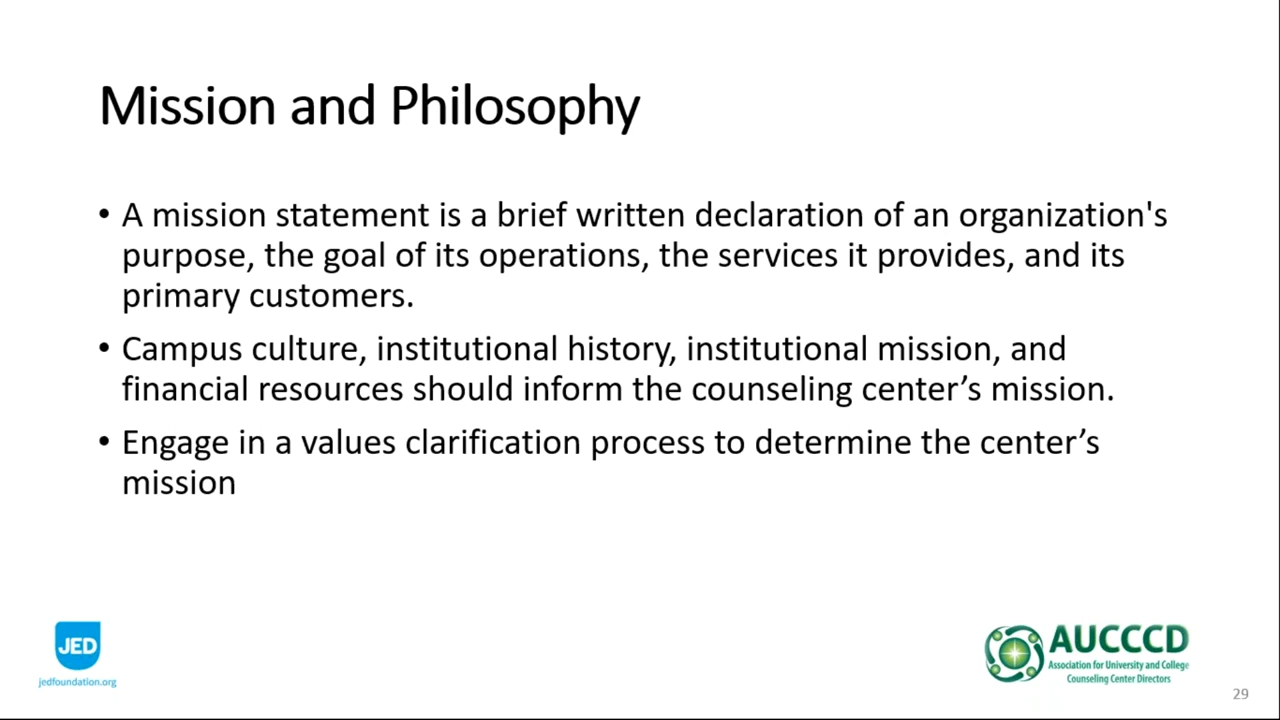 Mission and Philosophy
• A mission statement is a brief written declaration of an organization's
purpose, the goal of its operations, the services it provides, and its
primary customers.
• Campus culture, institutional history, institutional mission, and
financial resources should inform the counseling center’s mission.
• Engage in a values clarification process to determine the center’s
mission
JED
jedfoundation.org
AUCCCD
Association for University and College
Counseling Center Directors
29